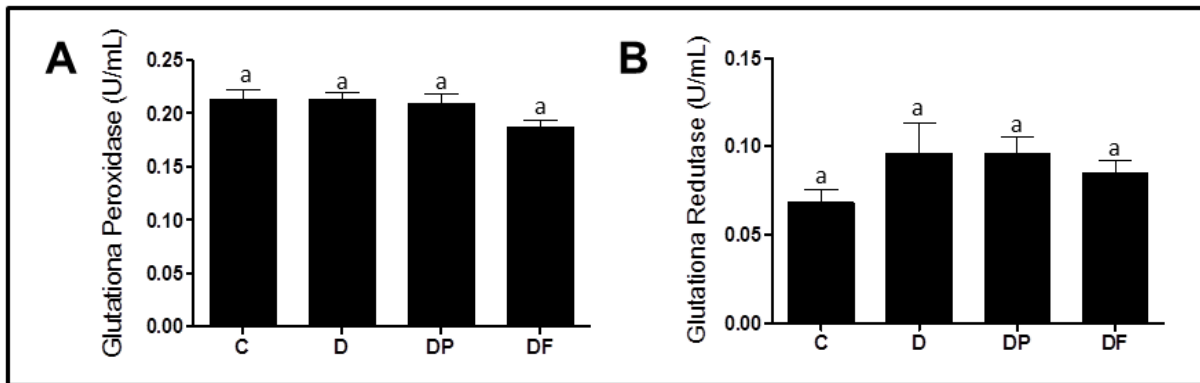 A
Glutationa Peroxidase (U/mL)
0.25
0.20
0.15
0.10
0.05
0.00
a
a
a
a
C
D
DP
DF
B
Glutationa Redutase (U/mL)
0.15
0.10
0.05
0.00
a
a
a
a
C
D
DP
DF